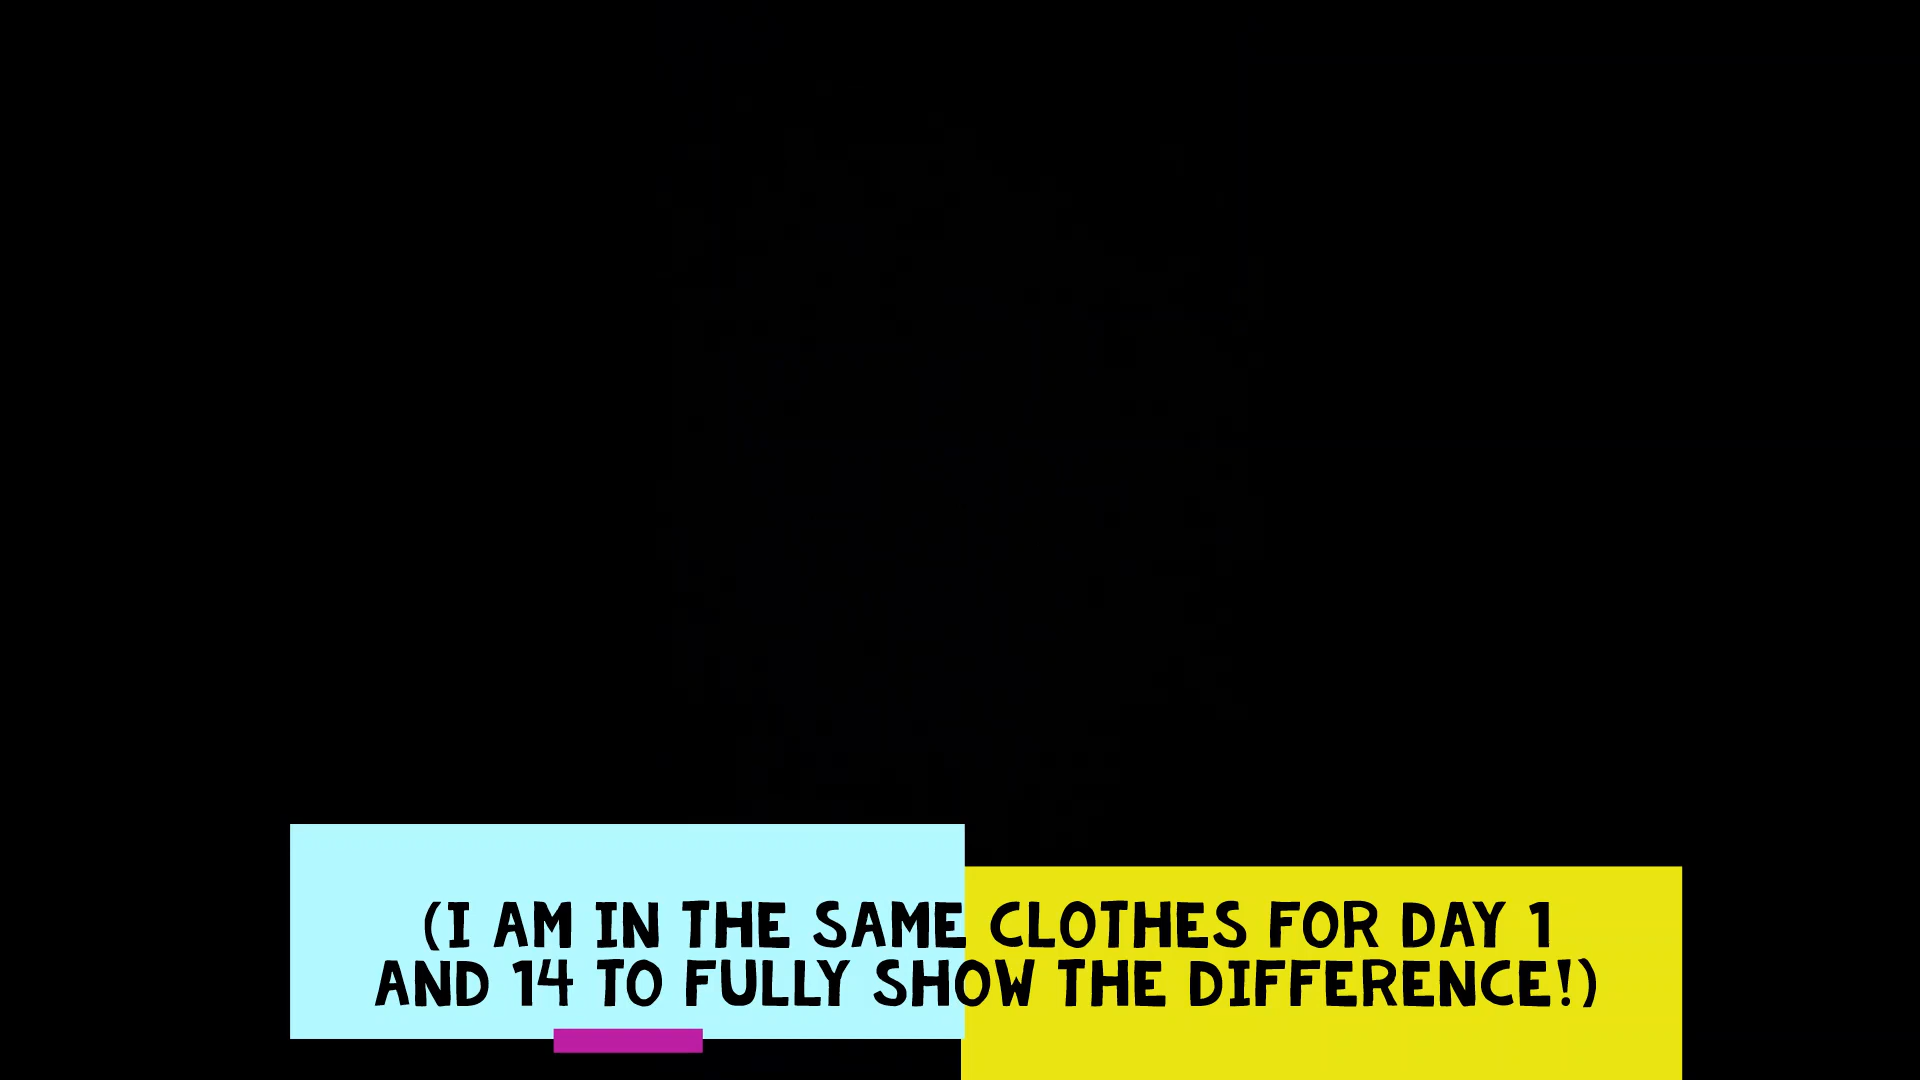 (I AM IN THE SAME CLOTHES FOR DAY 1
AND 14 TO FULLY SHOW THE DIFFERENCE!)